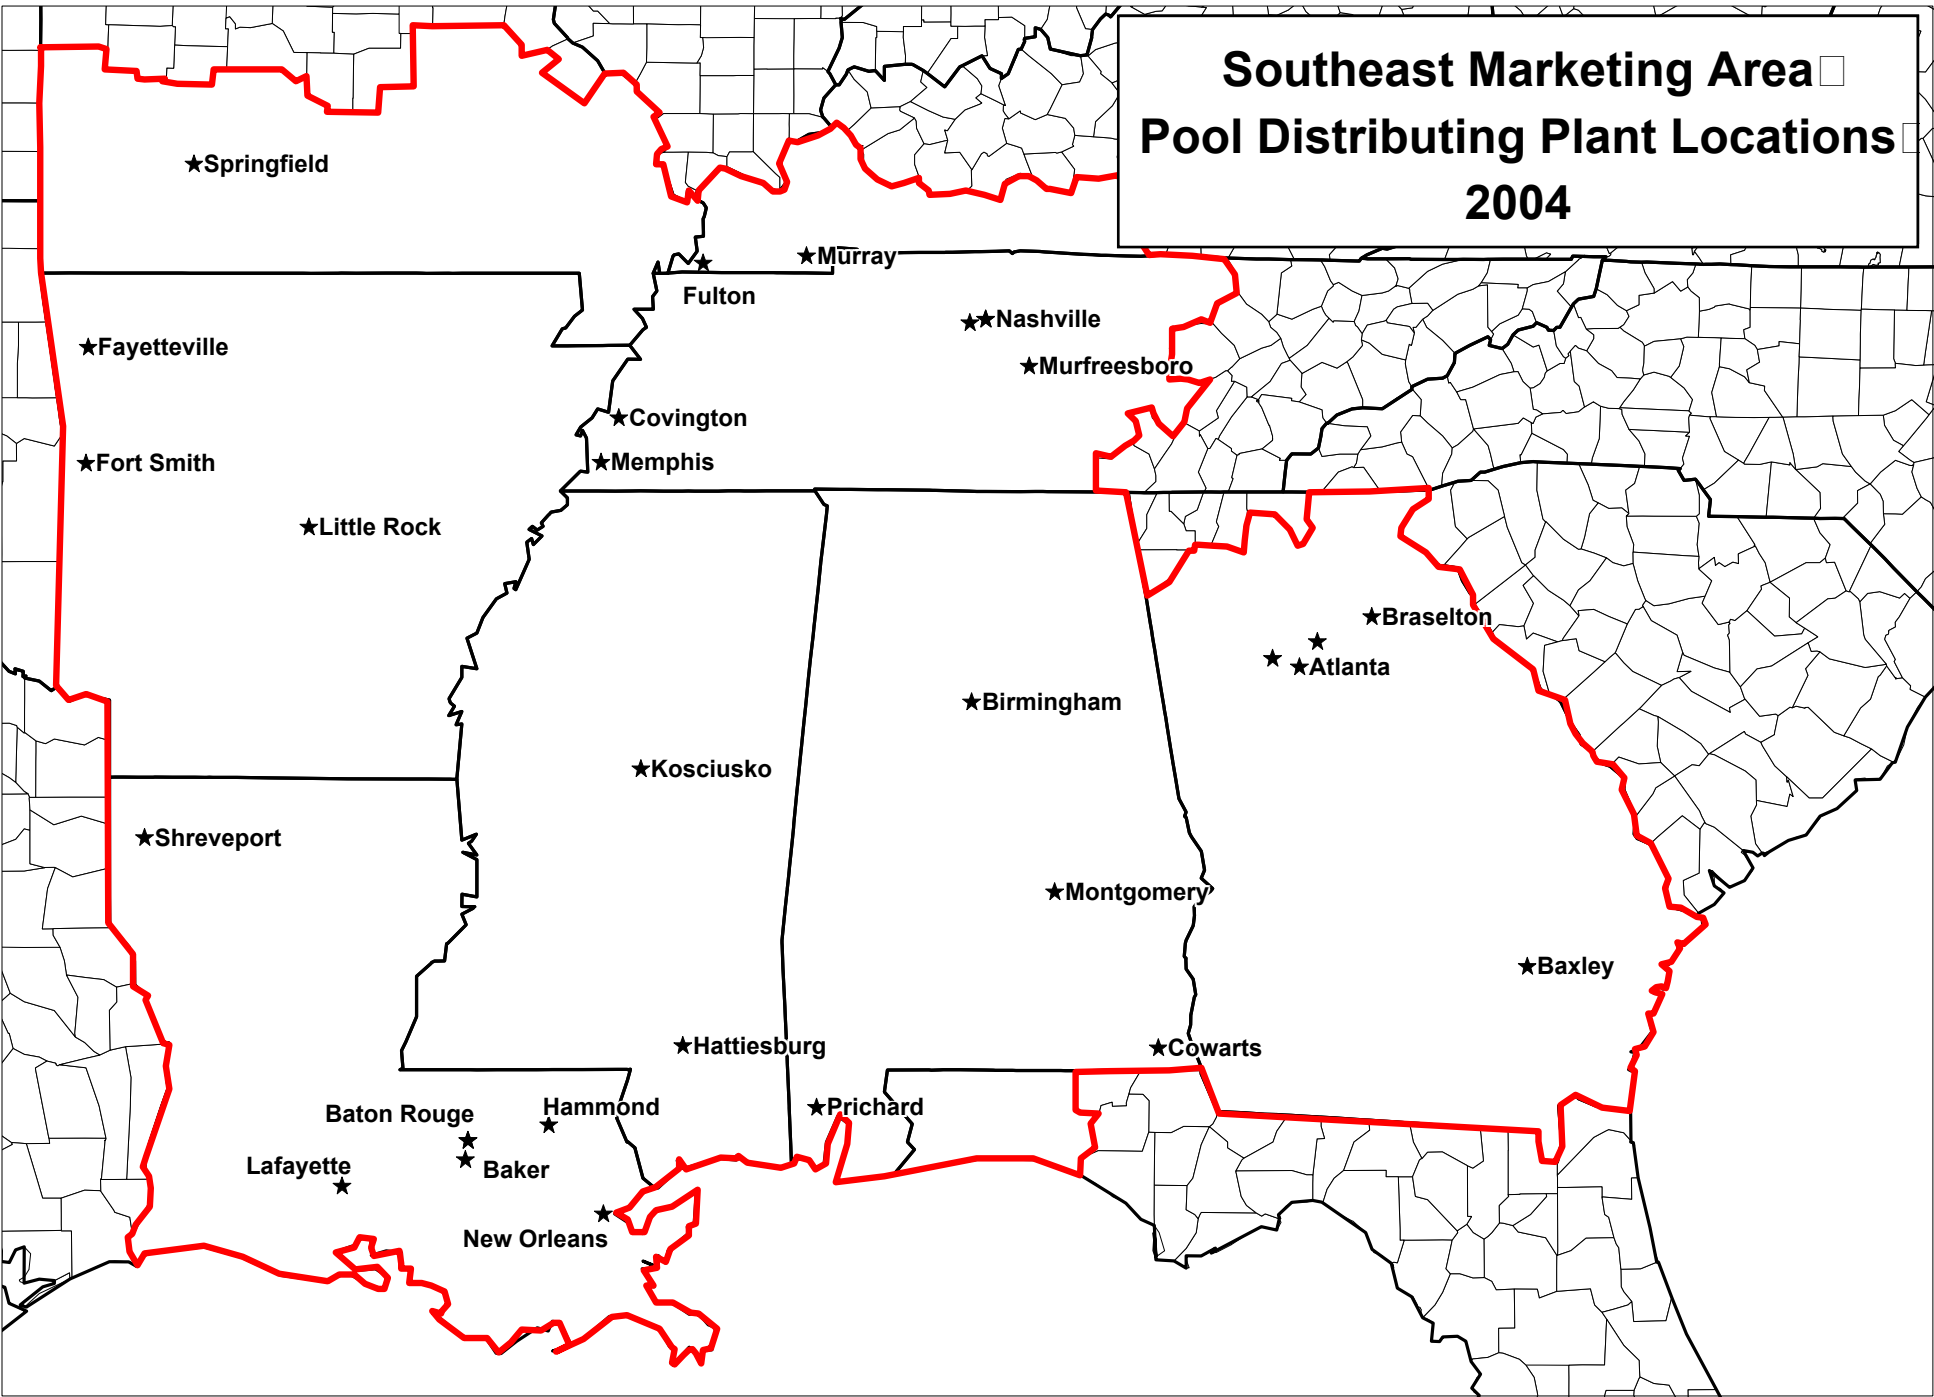 Southeast Marketing Area
Pool Distributing Plant Locations
2004
Springfield
Murray
Fulton
Nashville
Fayetteville
Murfreesboro
Covington
Fort Smith
Memphis
Little Rock
Braselton
Atlanta
Birmingham
Kosciusko
Shreveport
Montgomery
Baxley
Hattiesburg
Cowarts
Baton Rouge
Hammond
Prichard
Lafayette
Baker
New Orleans